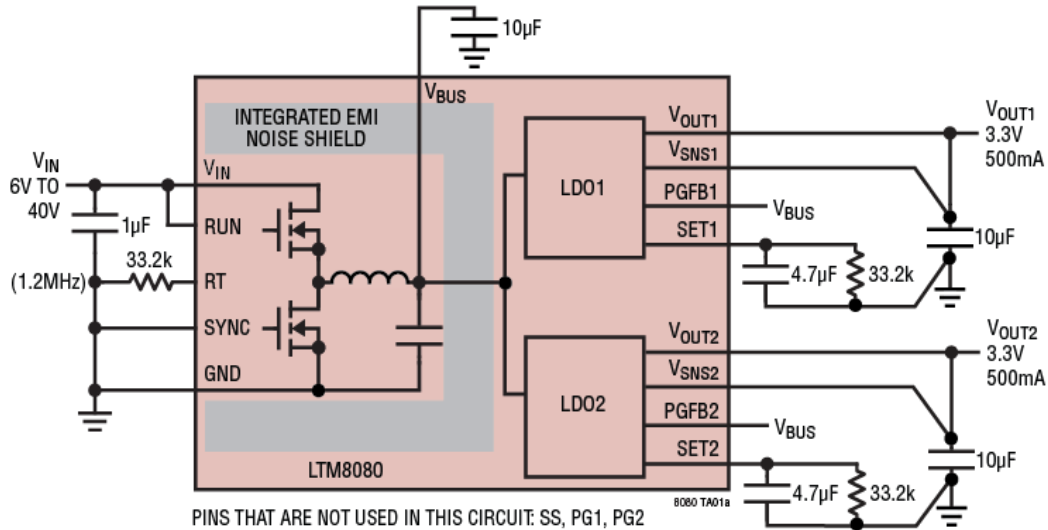 10µF
VBUS
INTEGRATED EMI
NOISE SHIELD
VIN
6V TO
40V
VIN
1µF
RUN
33.2k
(1.2MHz)
RT
SYNC
GND
LTM8080
LDO1
VOUT1
VSNS1
PGFB1
VBUS
SET1
4.7µF
33.2k
VOUT1
3.3V
500mA
10µF
LDO2
VOUT2
VSNS2
PGFB2
VBUS
SET2
4.7µF
33.2k
VOUT2
3.3V
500mA
10µF
8080 TA01a
PINS THAT ARE NOT USED IN THIS CIRCUIT: SS, PG1, PG2